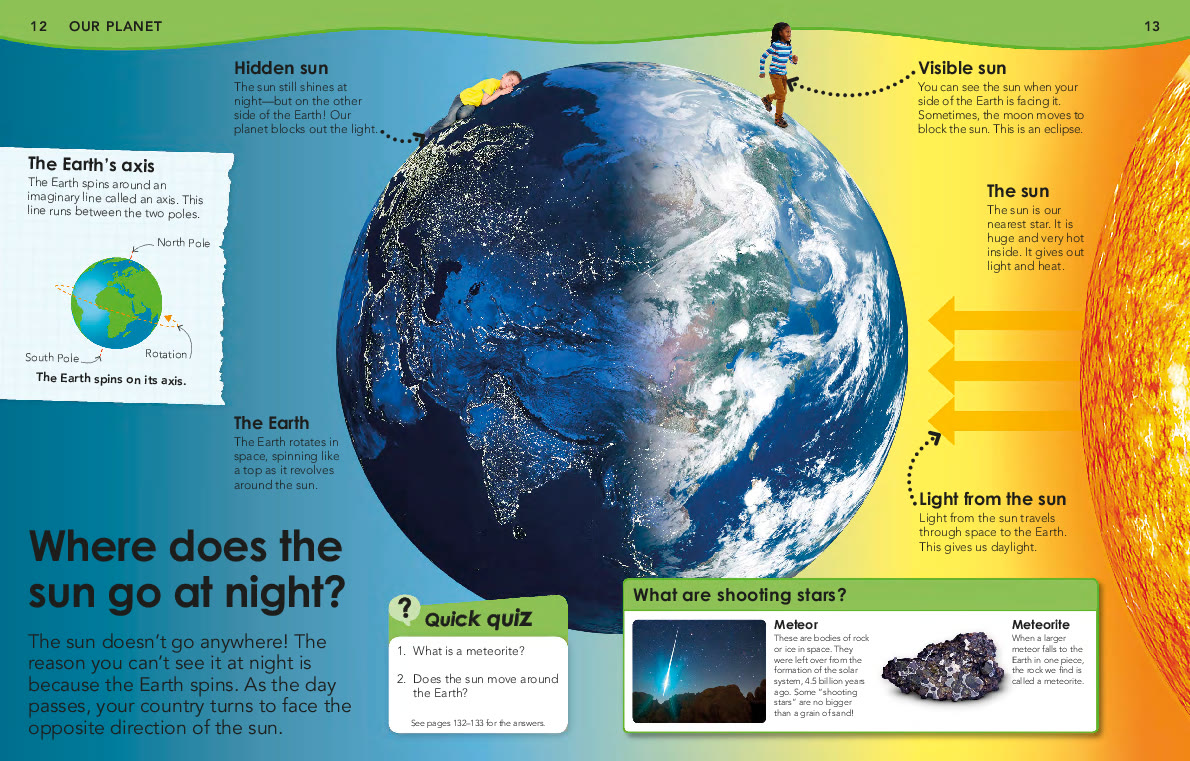 12 OUR PLANET
13
Hidden sun
The sun still shines at
night—but on the other
side of the Earth! Our
planet blocks out the light.
Visible sun
You can see the sun when your
side of the Earth is facing it.
Sometimes, the moon moves to
block the sun. This is an eclipse.
The Earth's axis
The Earth spins around an
imaginary line called an axis. This
line runs between the two poles.
North Pole
South Pole
Rotation
The Earth spins on its axis.
The sun
The sun is our
nearest star. It is
huge and very hot
inside. It gives out
light and heat.
The Earth
The Earth rotates in
space, spinning like
a top as it revolves
around the sun.
Light from the sun
Light from the sun travels
through space to the Earth.
This gives us daylight.
Where does the
sun go at night?
The sun doesn't go anywhere! The
reason you can't see it at night is
because the Earth spins. As the day
passes, your country turns to face the
opposite direction of the sun.
? Quick quiz
1. What is a meteorite?
2. Does the sun move around
the Earth?
See pages 132–133 for the answers.
What are shooting stars?
Meteor
These are bodies of rock
or ice in space. They
were left over from the
formation of the solar
system, 4.5 billion years
ago. Some "shooting
stars" are no bigger
than a grain of sand!
Meteorite
When a larger
meteor falls to the
Earth in one piece,
the rock we find is
called a meteorite.